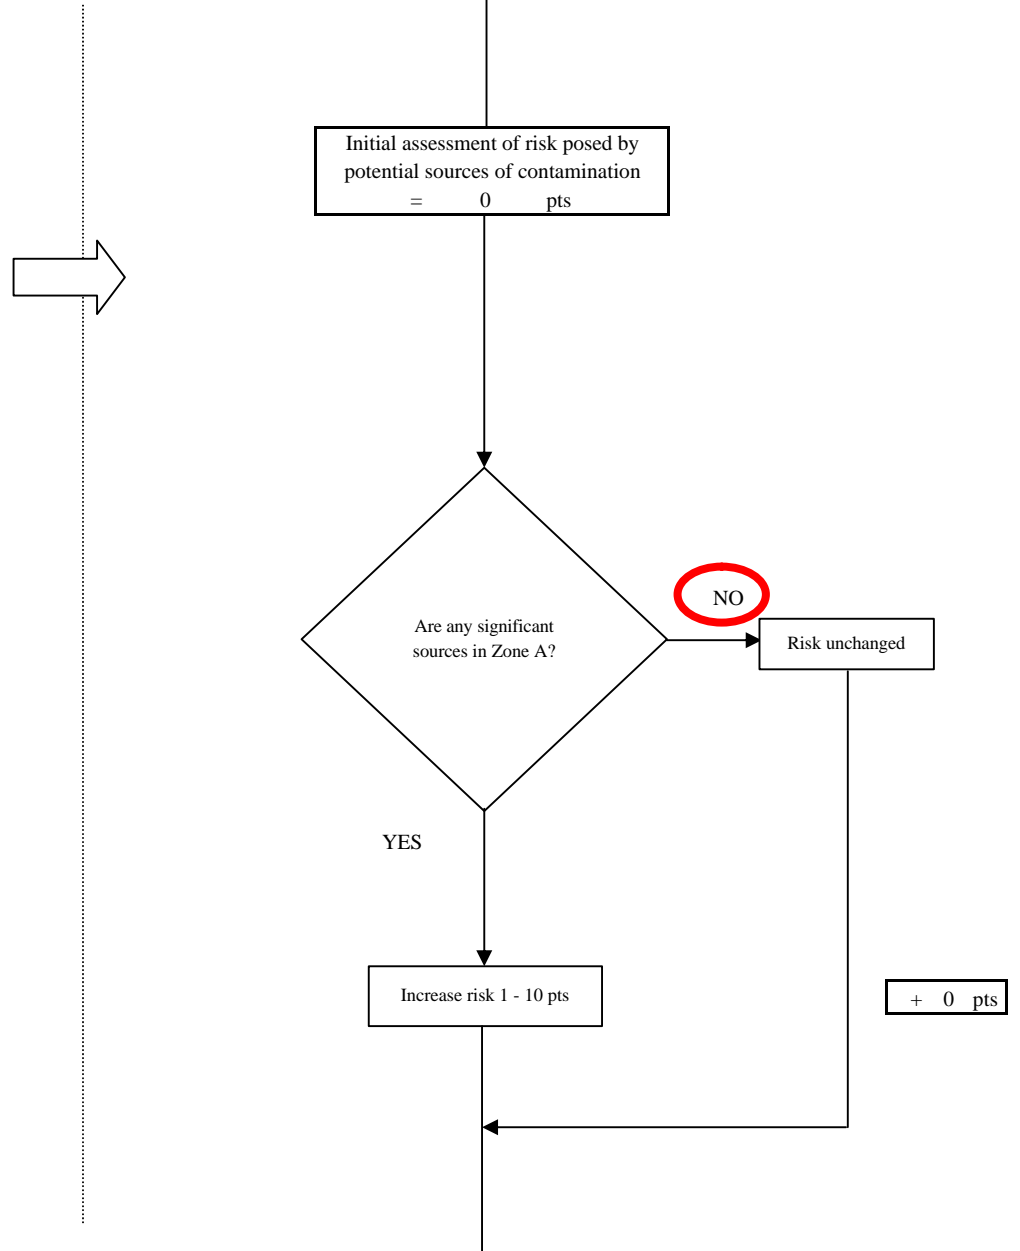 Initial assessment of risk posed by
potential sources of contamination
= 0 pts
NO
Are any significant
sources in Zone A?
Risk unchanged
YES
Increase risk 1 - 10 pts
+ 0 pts